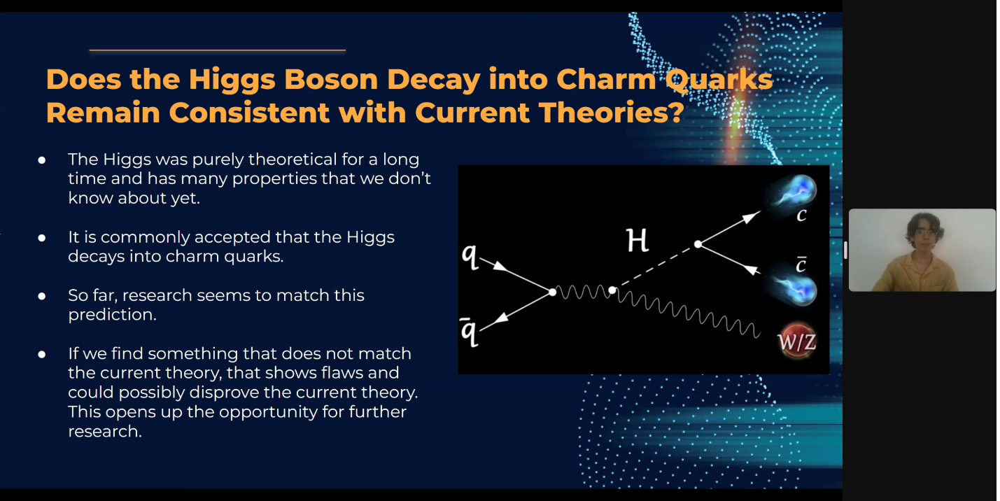 Does the Higgs Boson Decay into Charm Quarks
Remain Consistent with Current Theories?
● The Higgs was purely theoretical for a long
time and has many properties that we don’t
know about yet.
● It is commonly accepted that the Higgs
decays into charm quarks.
● So far, research seems to match this
prediction.
● If we find something that does not match
the current theory, that shows flaws and
could possibly disprove the current theory.
This opens up the opportunity for further
research.
q
q̄
H
c
c̄
W/Z